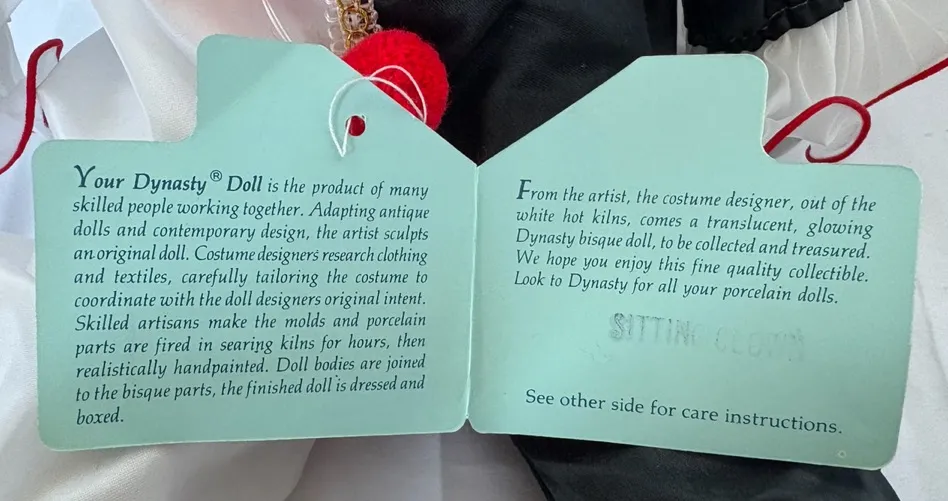 Your Dynasty® Doll is the product of many
skilled people working together. Adapting antique
dolls and contemporary design, the artist sculpts
an original doll. Costume designers research clothing
and textiles, carefully tailoring the costume to
coordinate with the doll designers original intent.
Skilled artisans make the molds and porcelain
parts are fired in searing kilns for hours, then
realistically handpainted. Doll bodies are joined
to the bisque parts, the finished doll is dressed and
boxed.
From the artist, the costume designer, out of the
white hot kilns, comes a translucent, glowing
Dynasty bisque doll, to be collected and treasured.
We hope you enjoy this fine quality collectible.
Look to Dynasty for all your porcelain dolls.
SITTING CLOWN
See other side for care instructions.